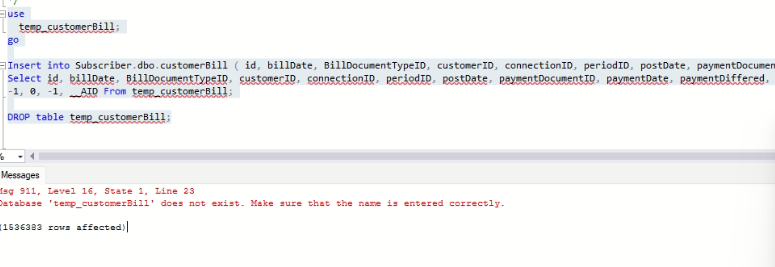 */
use
temp_customerBill;
go
Insert into Subscriber.dbo.customerBill ( id, billDate, BillDocumentTypeID, customerID, connectionID, periodID, postDate, paymentDocumen
Select id, billDate, BillDocumentTypeID, customerID, connectionID, periodID, postDate, paymentDocumentID, paymentDate, paymentDiffered,
-1, 0, -1, __AID From temp_customerBill;
DROP table temp_customerBill;
%
Messages
Msg 911, Level 16, State 1, Line 23
Database 'temp_customerBill' does not exist. Make sure that the name is entered correctly.
(1536383 rows affected)